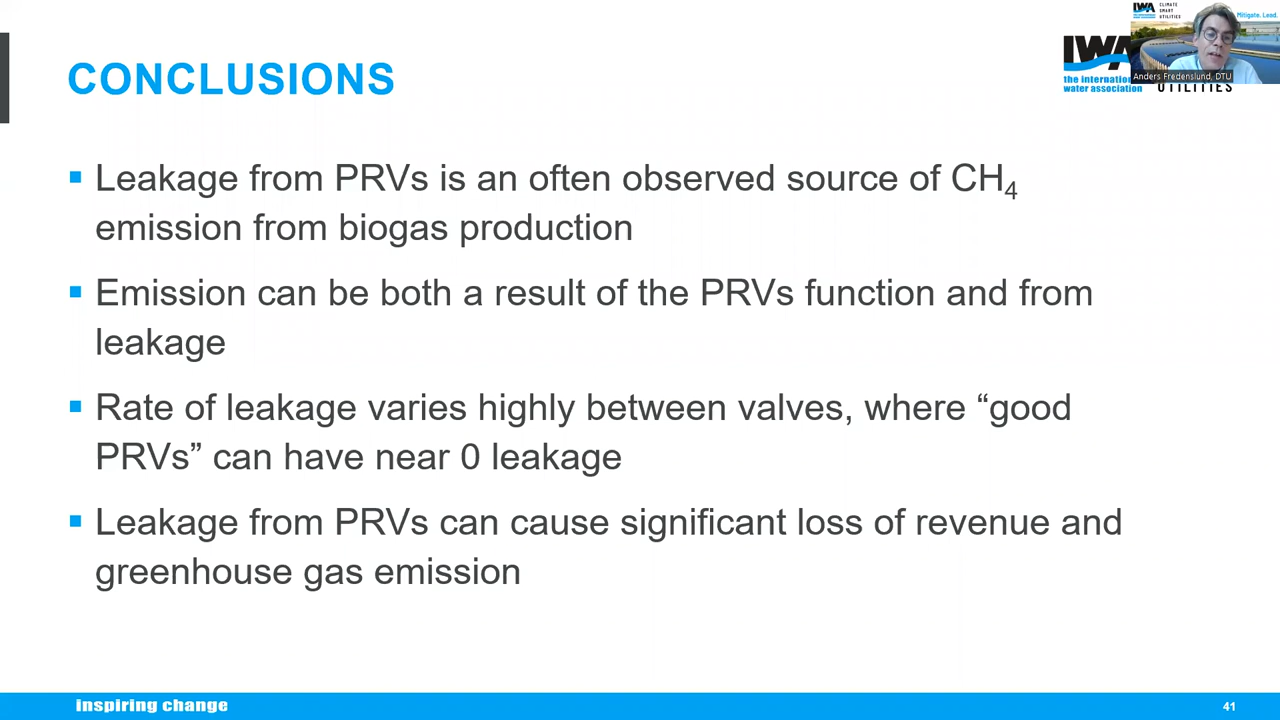 CONCLUSIONS
IWA
the internatio
water association
UTILITIES
IWA
CLIMATE
SMART
UTILITIES
Mitigate. Lead.
Anders Fredenslund, DTU
▪ Leakage from PRVs is an often observed source of CH₄
emission from biogas production
▪ Emission can be both a result of the PRVs function and from
leakage
▪ Rate of leakage varies highly between valves, where “good
PRVs” can have near 0 leakage
▪ Leakage from PRVs can cause significant loss of revenue and
greenhouse gas emission
inspiring change
41